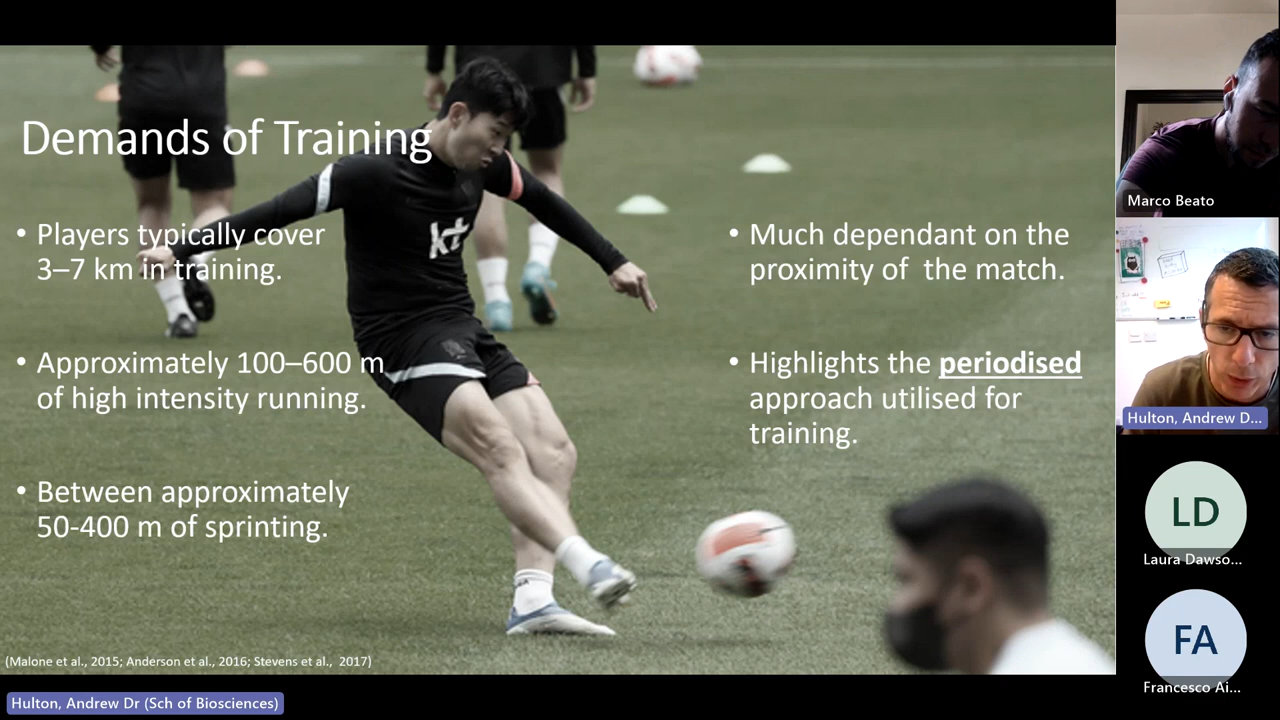 Demands of Training
• Players typically cover
3–7 km in training.
• Approximately 100–600 m
of high intensity running.
• Between approximately
50-400 m of sprinting.
• Much dependant on the
proximity of the match.
• Highlights the periodised
approach utilised for
training.
kt
(Malone et al., 2015; Anderson et al., 2016; Stevens et al., 2017)
Hulton, Andrew Dr (Sch of Biosciences)
Marco Beato
Hulton, Andrew D...
LD
Laura Dawso...
FA
Francesco Ai...